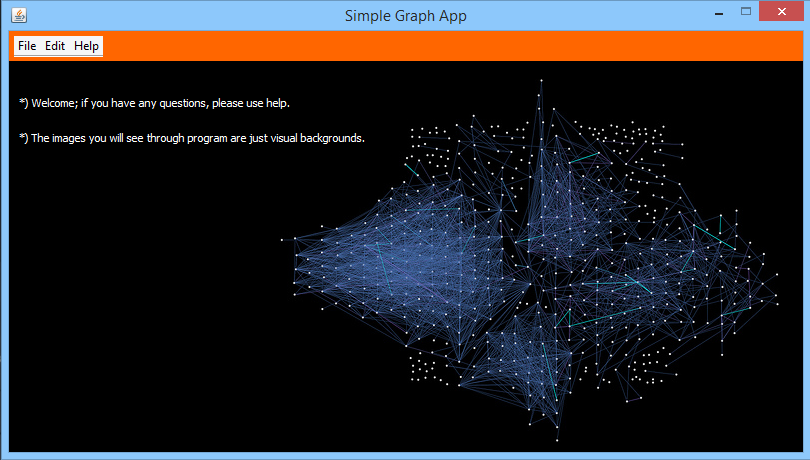 Simple Graph App
File Edit Help
*) Welcome; if you have any questions, please use help.
*) The images you will see through program are just visual backgrounds.